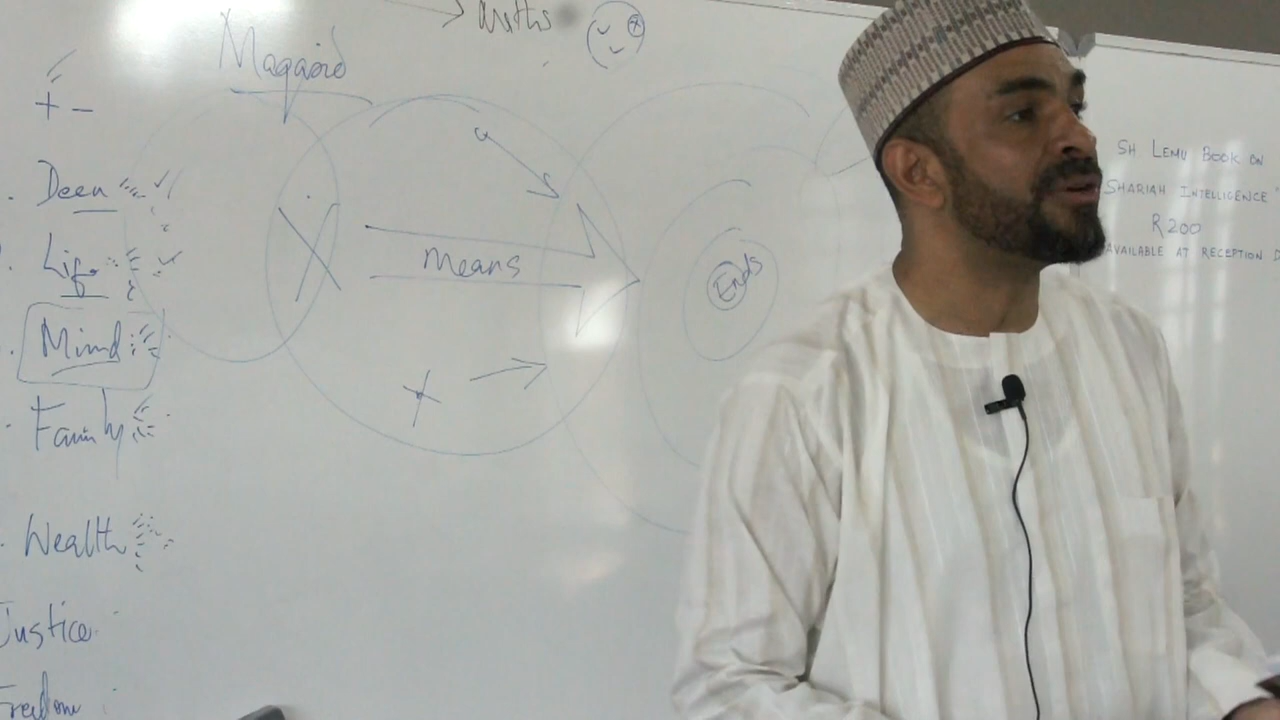 Maths
Maqasid
+ -
. Deen
. Life
. Mind
. Family
. Wealth
Justice
Freedom
Means
Ends
X
SH LEMU BOOK ON
SHARIAH INTELLIGENCE
R200
AVAILABLE AT RECEPTION D